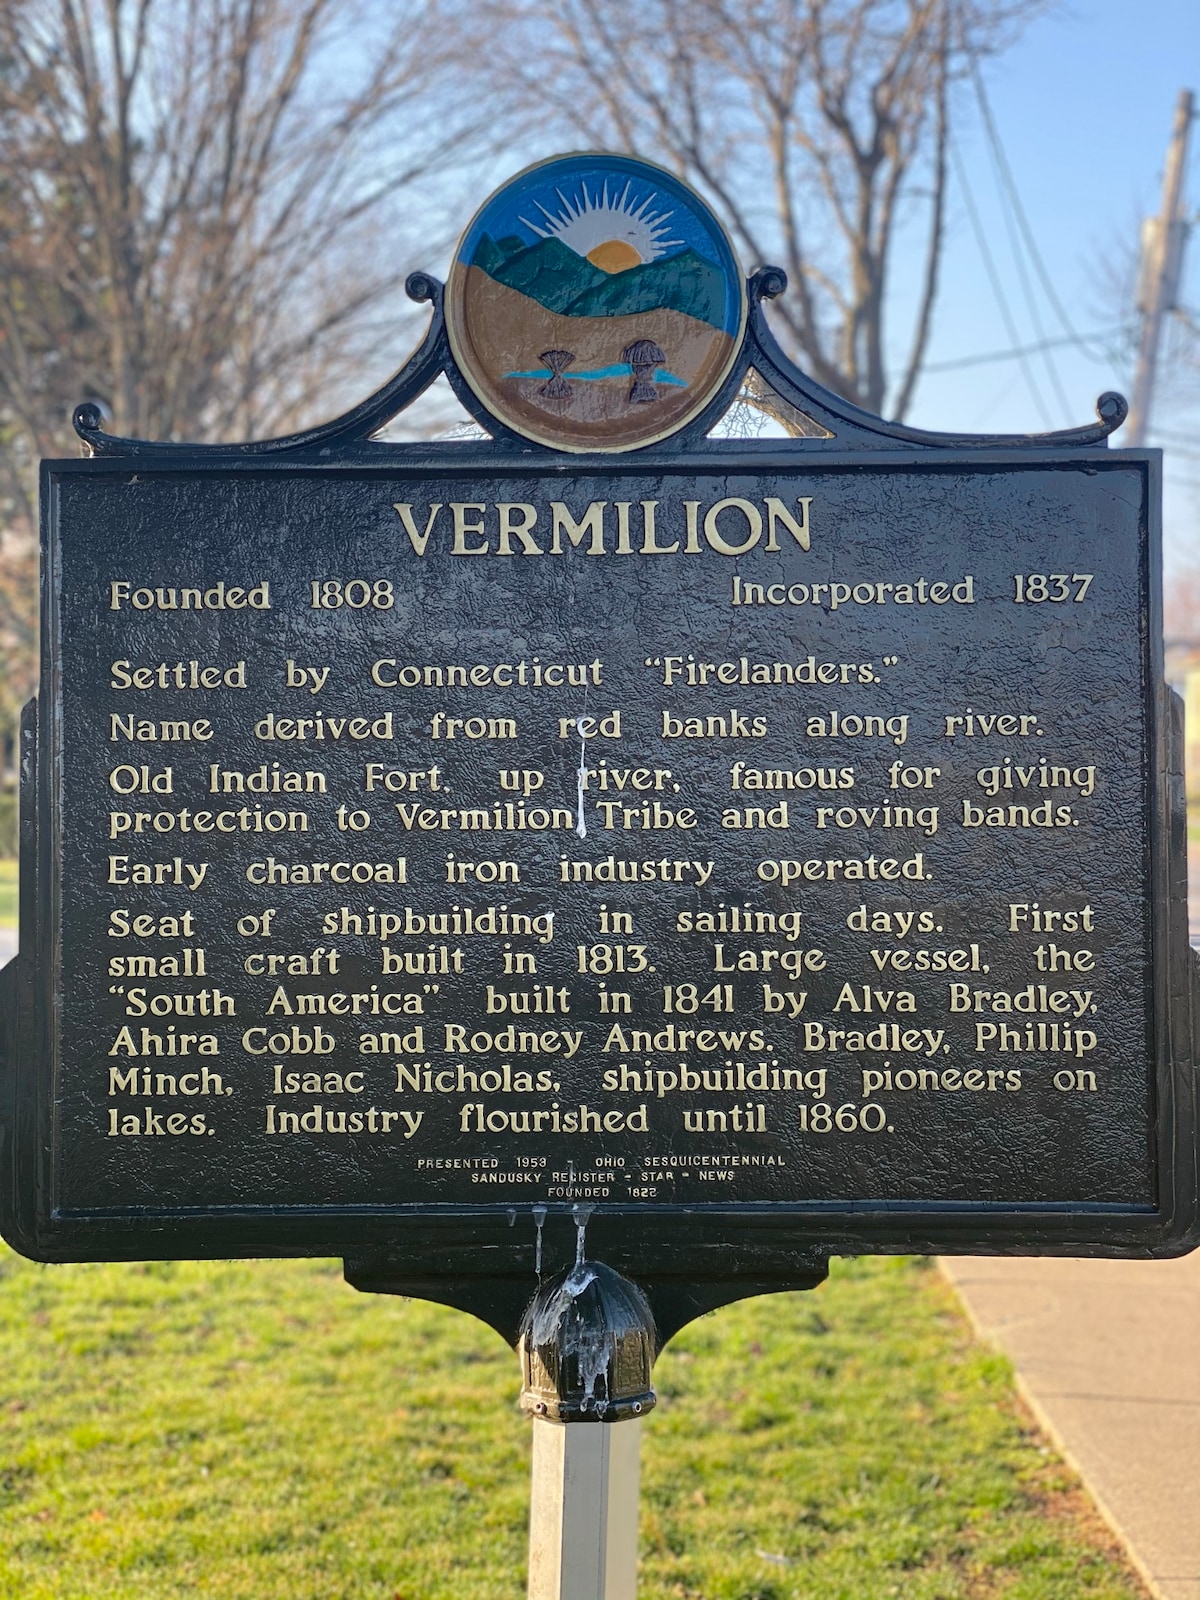 VERMILION
Founded 1808 Incorporated 1837
Settled by Connecticut “Firelanders.”
Name derived from red banks along river.
Old Indian Fort, up river, famous for giving
protection to Vermilion Tribe and roving bands.
Early charcoal iron industry operated.
Seat of shipbuilding in sailing days. First
small craft built in 1813. Large vessel, the
“South America” built in 1841 by Alva Bradley,
Ahira Cobb and Rodney Andrews. Bradley, Phillip
Minch, Isaac Nicholas, shipbuilding pioneers on
lakes. Industry flourished until 1860.
PRESENTED 1953 - OHIO SESQUICENTENNIAL
SANDUSKY REGISTER - STAR - NEWS
FOUNDED 1822